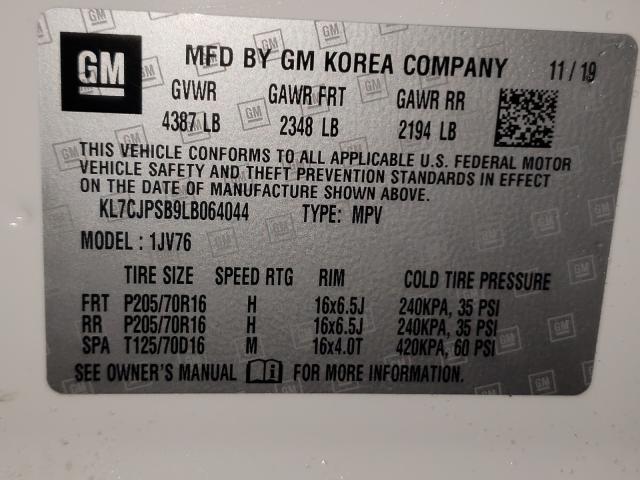 GM MFD BY GM KOREA COMPANY 11 / 19
GVWR GAWR FRT GAWR RR
4387 LB 2348 LB 2194 LB
THIS VEHICLE CONFORMS TO ALL APPLICABLE U.S. FEDERAL MOTOR
VEHICLE SAFETY AND THEFT PREVENTION STANDARDS IN EFFECT
ON THE DATE OF MANUFACTURE SHOWN ABOVE.
KL7CJPSB9LB064044 TYPE: MPV
MODEL: 1JV76
TIRE SIZE SPEED RTG RIM COLD TIRE PRESSURE
FRT P205/70R16 H 16x6.5J 240KPA, 35 PSI
RR P205/70R16 H 16x6.5J 240KPA, 35 PSI
SPA T125/70D16 M 16x4.0T 420KPA, 60 PSI
SEE OWNER'S MANUAL FOR MORE INFORMATION.